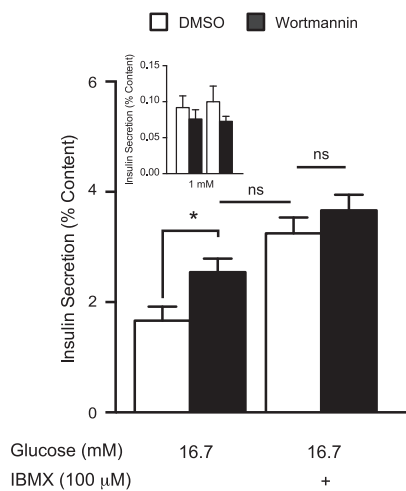 DMSO Wortmannin
Insulin Secretion (% Content)
0.15
0.10
0.05
0.00
1 mM
Insulin Secretion (% Content)
6
4
2
0
*
ns
ns
Glucose (mM) 16.7 16.7
IBMX (100 μM) +